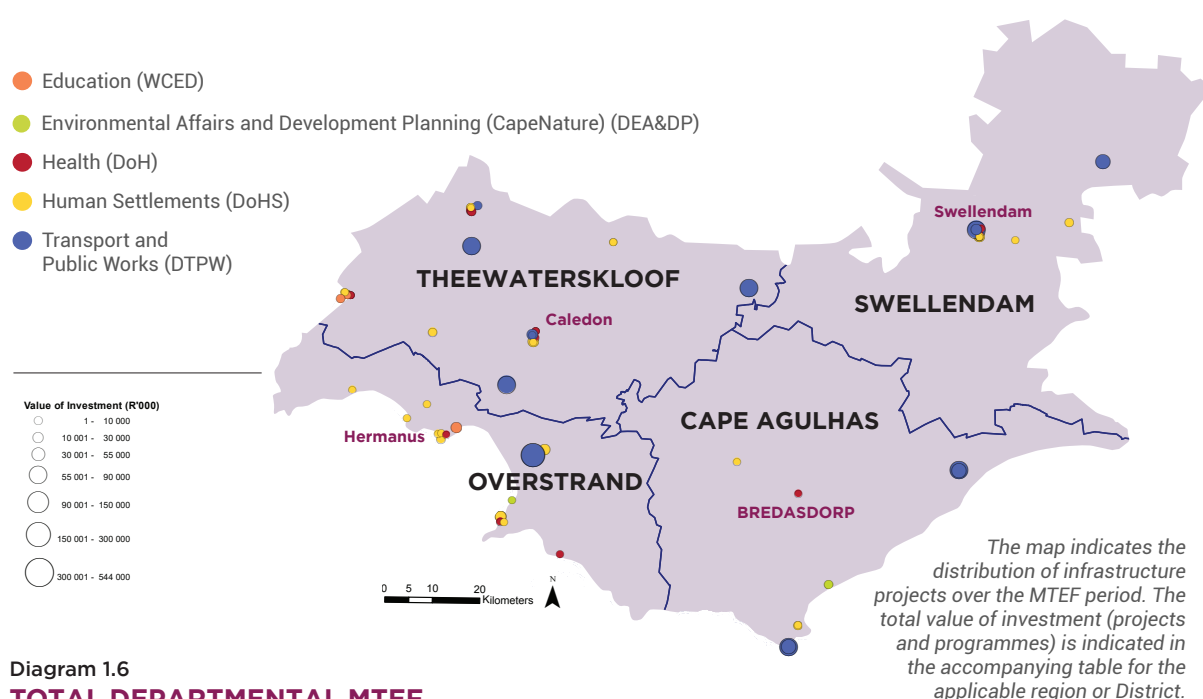 Education (WCED)
Environmental Affairs and Development Planning (CapeNature) (DEA&DP)
Health (DoH)
Human Settlements (DoHS)
Transport and
Public Works (DTPW)
Swellendam
THEEWATERSKLOOF
SWELLENDAM
Caledon
Value of Investment (R'000)
1 - 10 000
10 001 - 30 000
30 001 - 55 000
55 001 - 90 000
90 001 - 150 000
150 001 - 300 000
300 001 - 544 000
CAPE AGULHAS
Hermanus
OVERSTRAND
BREDASDORP
N
0 5 10 20
Kilometers
The map indicates the
distribution of infrastructure
projects over the MTEF period. The
total value of investment (projects
and programmes) is indicated in
the accompanying table for the
applicable region or District.
Diagram 1.6
TOTAL DEPARTMENTAL MTEF